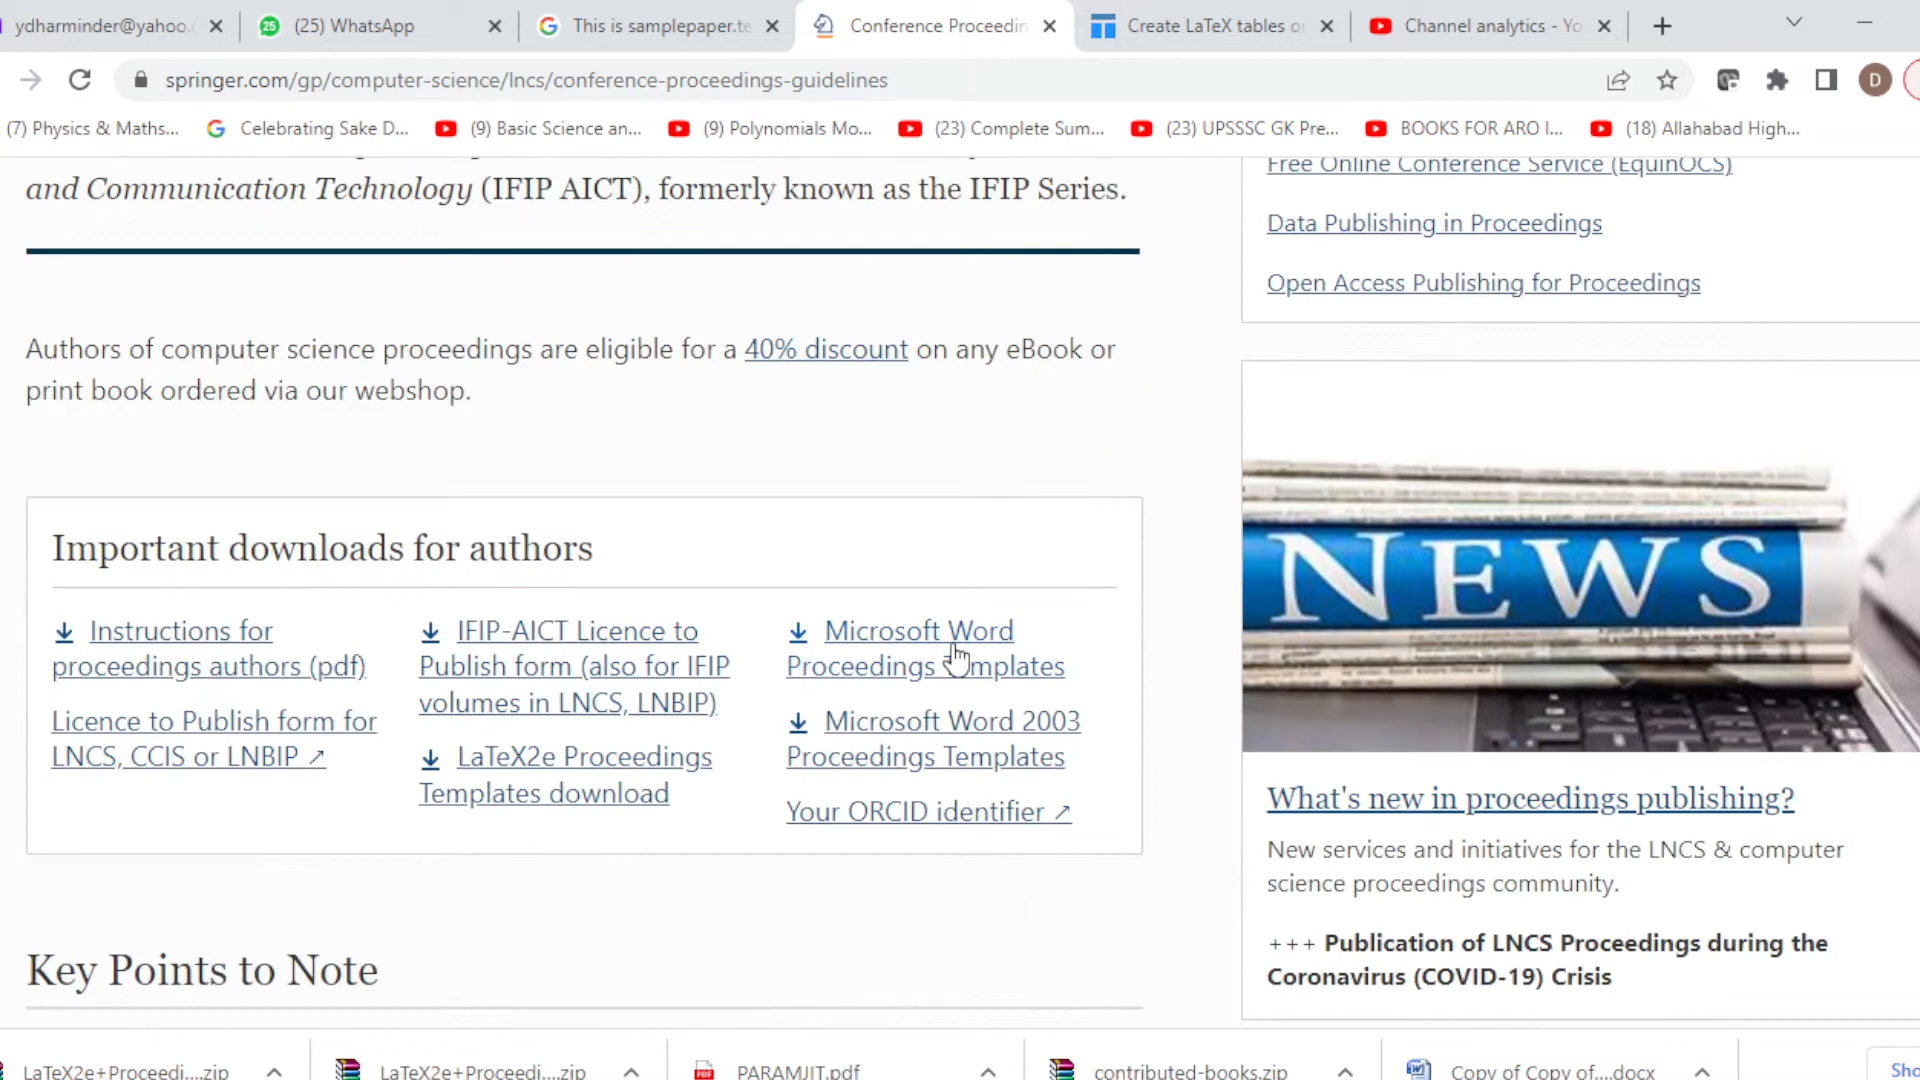 ydharminder@yahoo.
(25) WhatsApp
This is samplepaper.te
Conference Proceedin
Create LaTeX tables o
Channel analytics - Yo
springer.com/gp/computer-science/lncs/conference-proceedings-guidelines
D
(7) Physics & Maths...
Celebrating Sake D...
(9) Basic Science an...
(9) Polynomials Mo...
(23) Complete Sum...
(23) UPSSSC GK Pre...
BOOKS FOR ARO I...
(18) Allahabad High...
and Communication Technology (IFIP AICT), formerly known as the IFIP Series.
Authors of computer science proceedings are eligible for a 40% discount on any eBook or
print book ordered via our webshop.
Important downloads for authors
Instructions for
proceedings authors (pdf)
Licence to Publish form for
LNCS, CCIS or LNBIP ↗
IFIP-AICT Licence to
Publish form (also for IFIP
volumes in LNCS, LNBIP)
LaTeX2e Proceedings
Templates download
Microsoft Word
Proceedings Templates
Microsoft Word 2003
Proceedings Templates
Your ORCID identifier ↗
Key Points to Note
Free Online Conference Service (EquinOCS)
Data Publishing in Proceedings
Open Access Publishing for Proceedings
NEWS
What's new in proceedings publishing?
New services and initiatives for the LNCS & computer
science proceedings community.
+++ Publication of LNCS Proceedings during the
Coronavirus (COVID-19) Crisis
LaTeX2e+Proceedi....zip
LaTeX2e+Proceedi....zip
PARAMJIT.pdf
contributed-books.zip
Copy of Copy of....docx
Sho